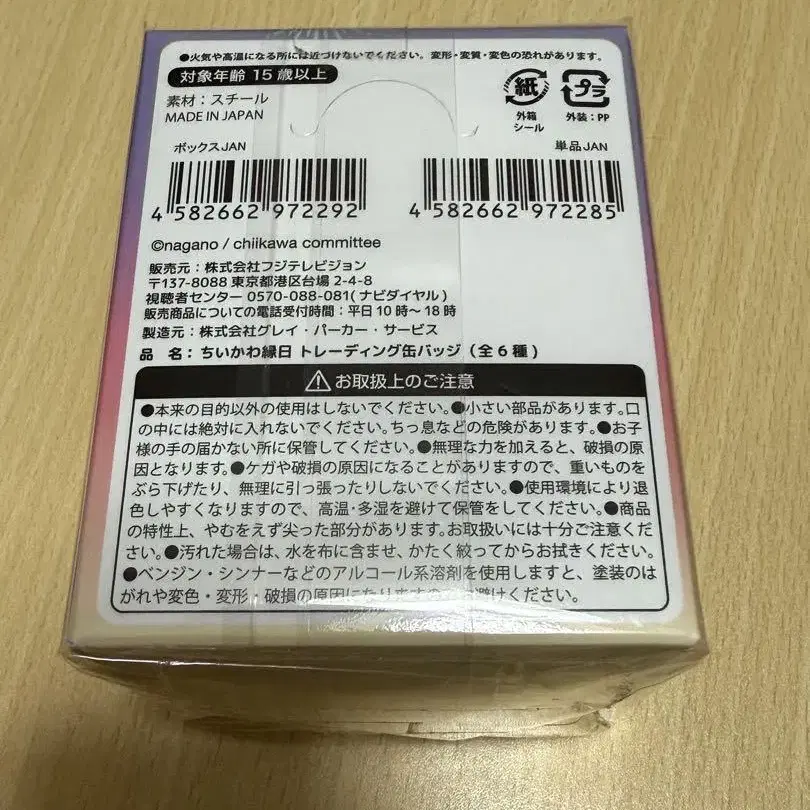 ●火気や高温になる所には近づけないでください。変形・変質・変色の恐れがあります。
対象年齢 15歳以上
素材：スチール
MADE IN JAPAN
紙
外箱
シール
プラ
外装：PP
ボックスJAN
単品JAN
4 582662 972292
4 582662 972285
©nagano / chiikawa committee
販売元：株式会社フジテレビジョン
〒137-8088 東京都港区台場 2-4-8
視聴者センター 0570-088-081(ナビダイヤル)
販売商品についての電話受付時間：平日10時～18時
製造元：株式会社グレイ・パーカー・サービス
品 名：ちいかわ縁日 トレーディング缶バッジ（全6種）
お取扱上のご注意
●本来の目的以外の使用はしないでください。●小さい部品があります。口
の中には絶対に入れないでください。ちっ息などの危険があります。●お子
様の手の届かない所に保管してください。●無理な力を加えると、破損の原
因となります。●ケガや破損の原因になることがありますので、重いものを
ぶら下げたり、無理に引っ張ったりしないでください。●使用環境により退
色しやすくなりますので、高温・多湿を避けて保管をしてください。●商品
の特性上、やむをえず尖った部分があります。お取扱いには十分ご注意くだ
さい。●汚れた場合は、水を布に含ませ、かたく絞ってからお拭きください。
●ベンジン・シンナーなどのアルコール系溶剤を使用しますと、塗装のは
がれや変色・変形・破損の原因になりますの 避けください。